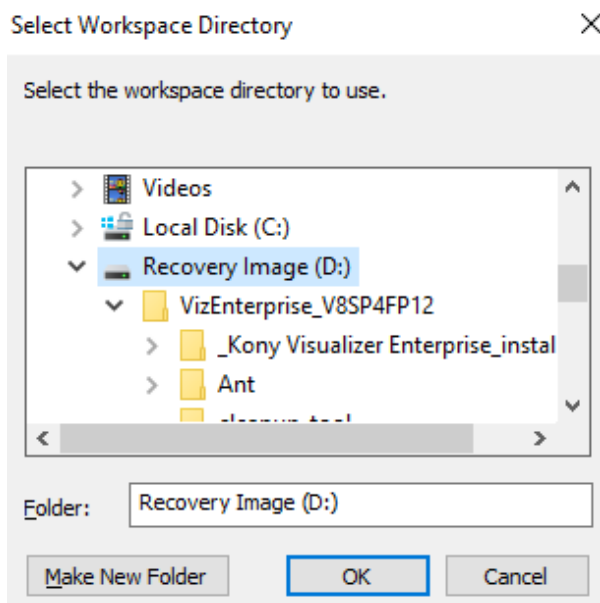 Select Workspace Directory
Select the workspace directory to use.
Videos
Local Disk (C:)
Recovery Image (D:)
VizEnterprise_V8SP4FP12
_Kony Visualizer Enterprise_instal
Ant
Folder:
Recovery Image (D:)
Make New Folder
OK
Cancel